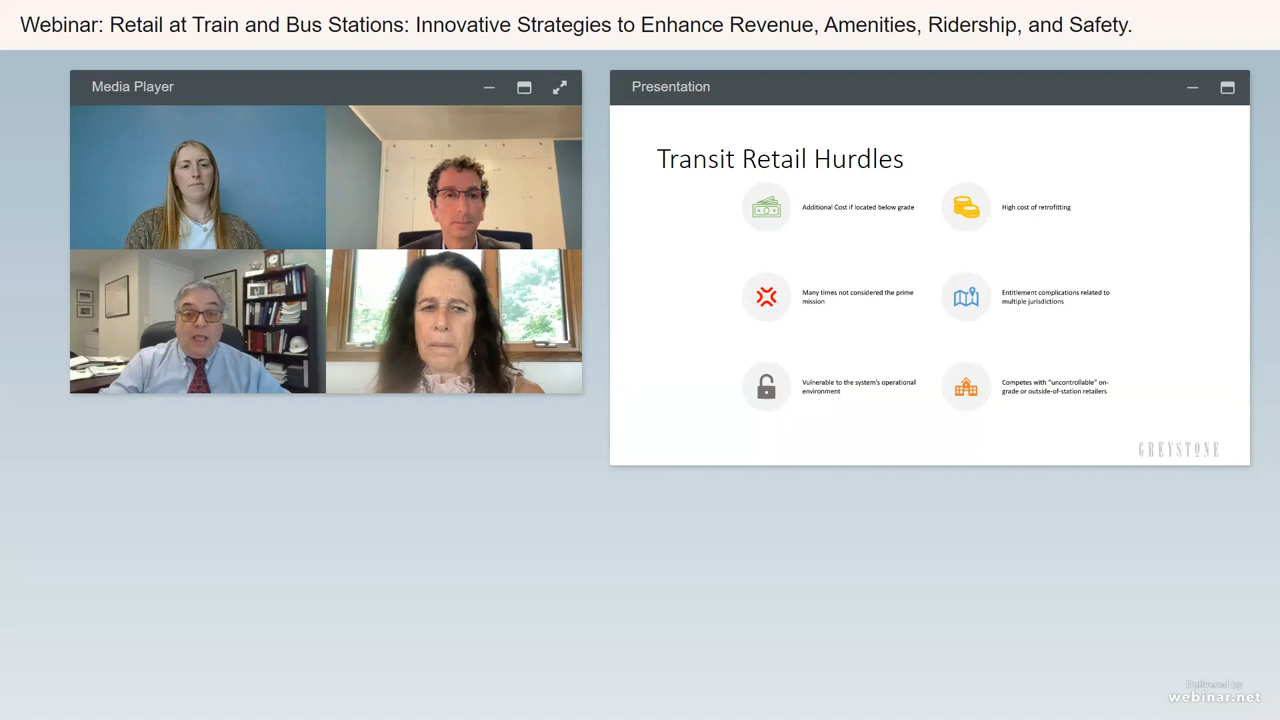 Webinar: Retail at Train and Bus Stations: Innovative Strategies to Enhance Revenue, Amenities, Ridership, and Safety.
Media Player
Presentation
Transit Retail Hurdles
Additional Cost if located below grade
High cost of retrofitting
Many times not considered the prime
mission
Entitlement complications related to
multiple jurisdictions
Vulnerable to the system's operational
environment
Competes with "uncontrollable" on-
grade or outside-of-station retailers
GREYSTONE
Delivered by
webinar.net